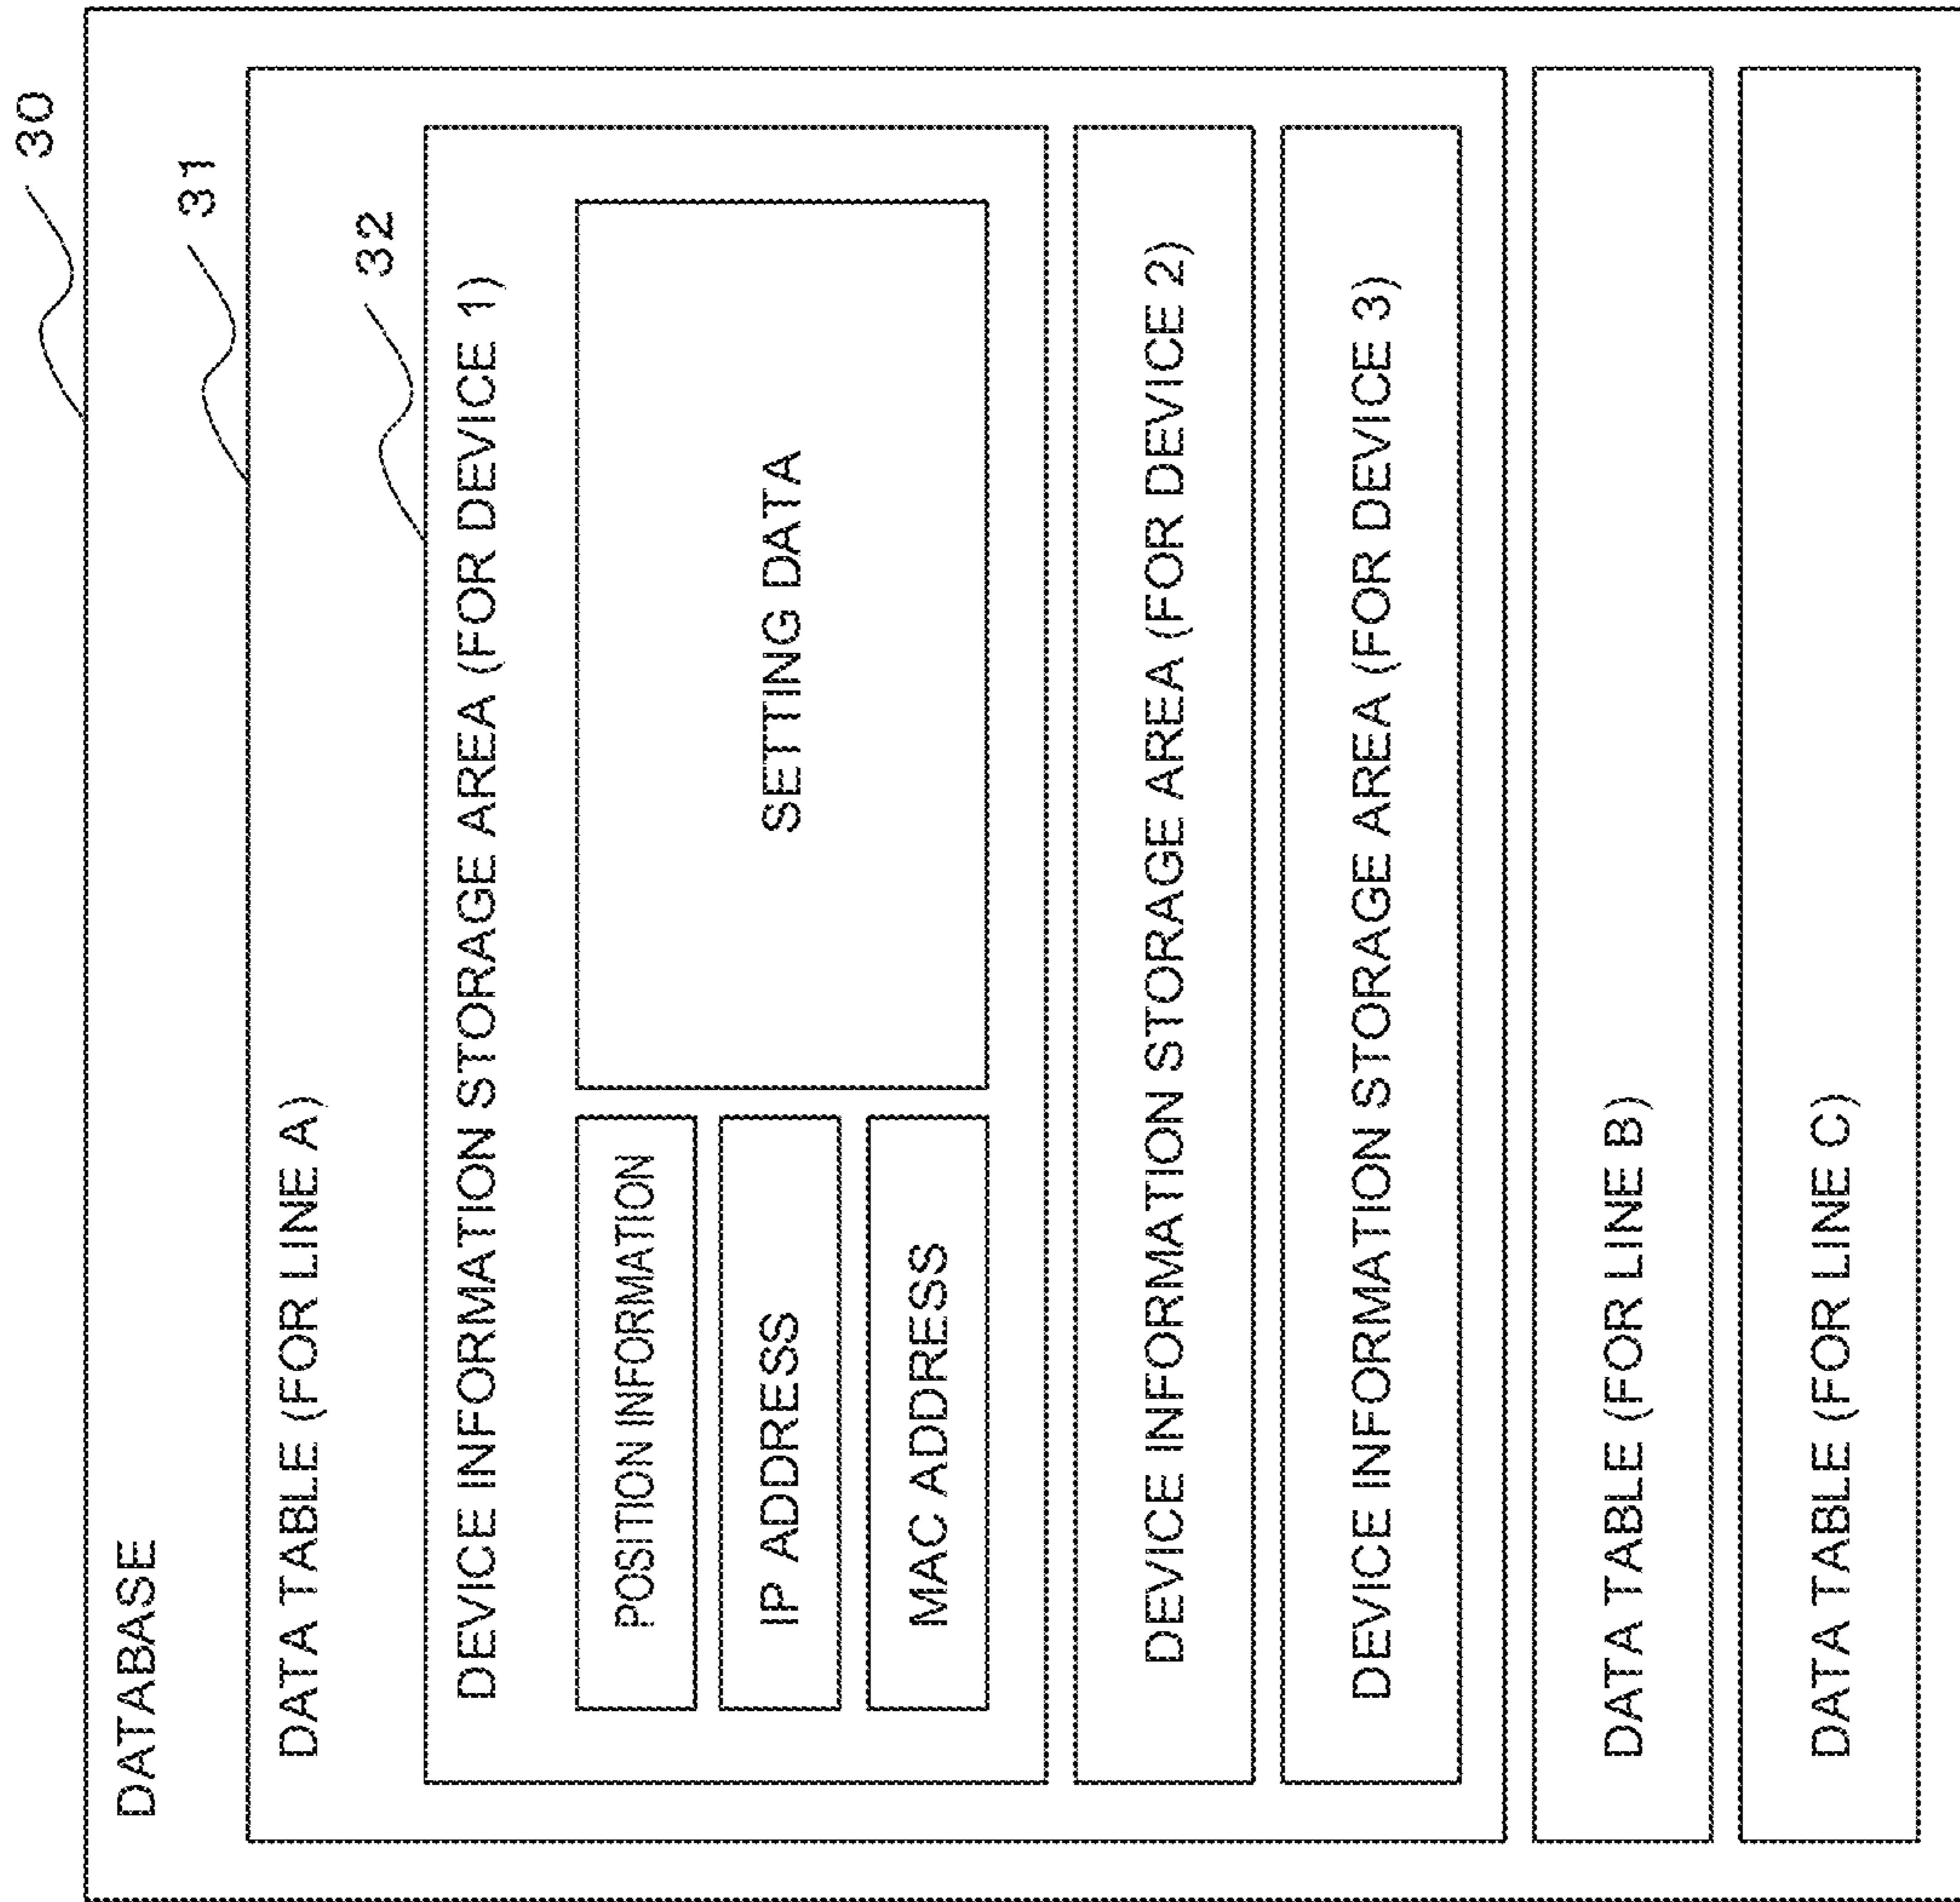 DATABASE
30
DATA TABLE (FOR LINE A)
31
DEVICE INFORMATION STORAGE AREA (FOR DEVICE 1)
32
POSITION INFORMATION
IP ADDRESS
MAC ADDRESS
SETTING DATA
DEVICE INFORMATION STORAGE AREA (FOR DEVICE 2)
DEVICE INFORMATION STORAGE AREA (FOR DEVICE 3)
DATA TABLE (FOR LINE B)
DATA TABLE (FOR LINE C)